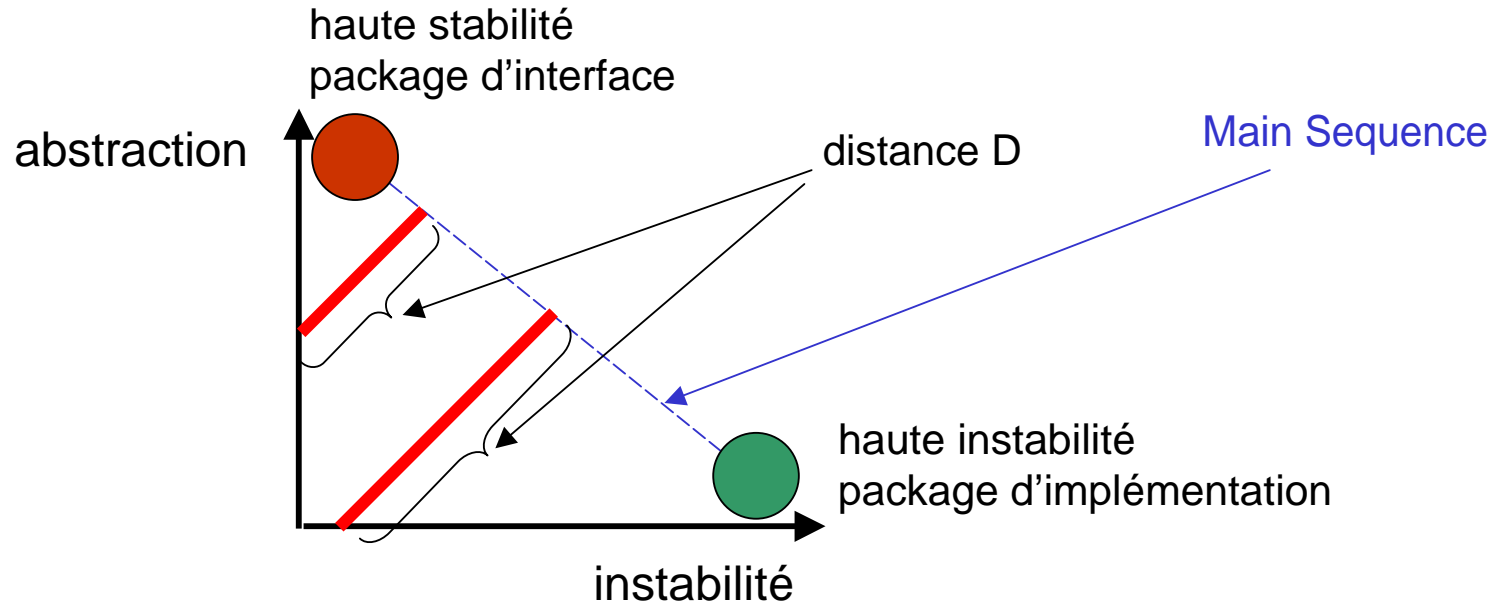 haute stabilité
package d'interface
abstraction
distance D
Main Sequence
haute instabilité
package d'implémentation
instabilité